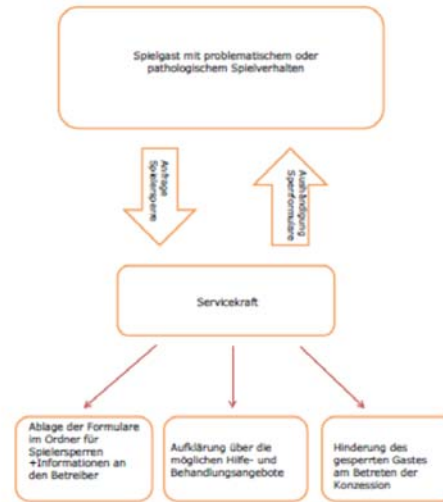 Spielgast mit problematischem oder
pathologischem Spielverhalten
Anfrage
Spielersperre
Aushändigung
Sperrformulare
Servicekraft
Ablage der Formulare
im Ordner für
Spielersperren
+Informationen an
den Betreiber
Aufklärung über die
möglichen Hilfe- und
Behandlungsangebote
Hinderung des
gesperrten Gastes
am Betreten der
Konzession